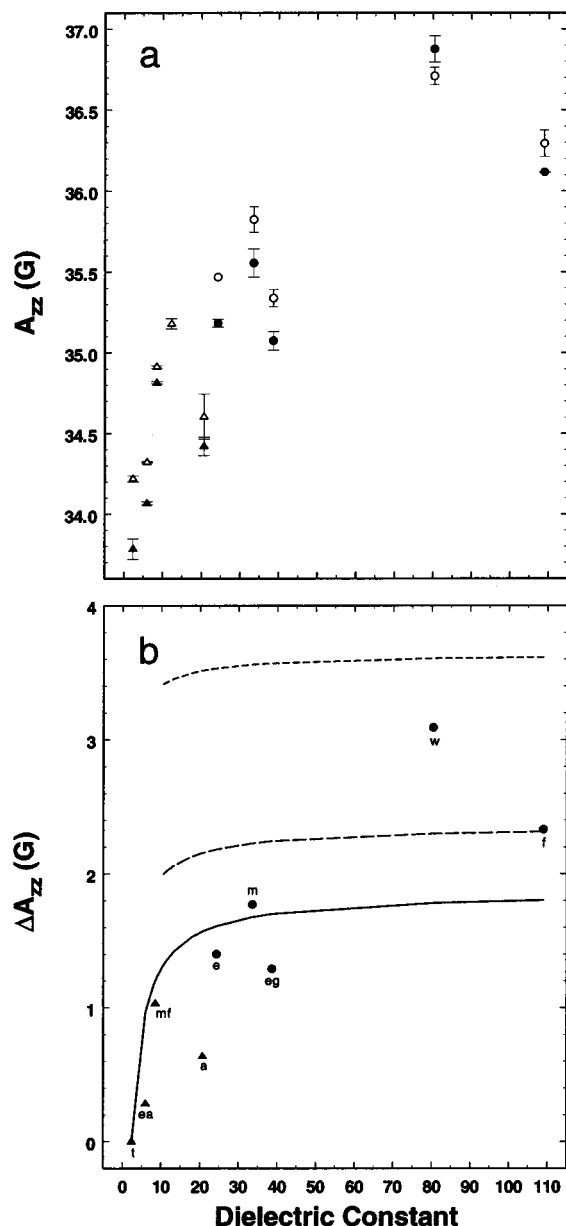 a
37.0
36.5
36.0
35.5
35.0
34.5
34.0
A_zz (G)
b
4
3
2
1
0
ΔA_zz (G)
w
f
m
e
eg
mf
a
ea
t
0 10 20 30 40 50 60 70 80 90 100 110
Dielectric Constant